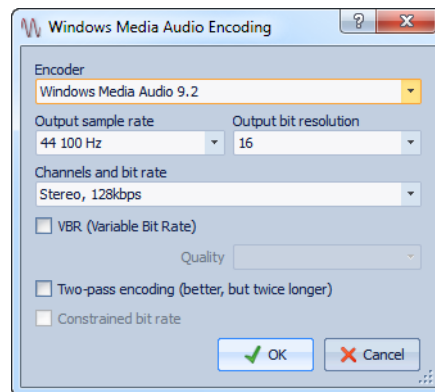 Windows Media Audio Encoding
Encoder
Windows Media Audio 9.2
Output sample rate Output bit resolution
44 100 Hz 16
Channels and bit rate
Stereo, 128kbps
VBR (Variable Bit Rate)
Quality
Two-pass encoding (better, but twice longer)
Constrained bit rate
OK Cancel